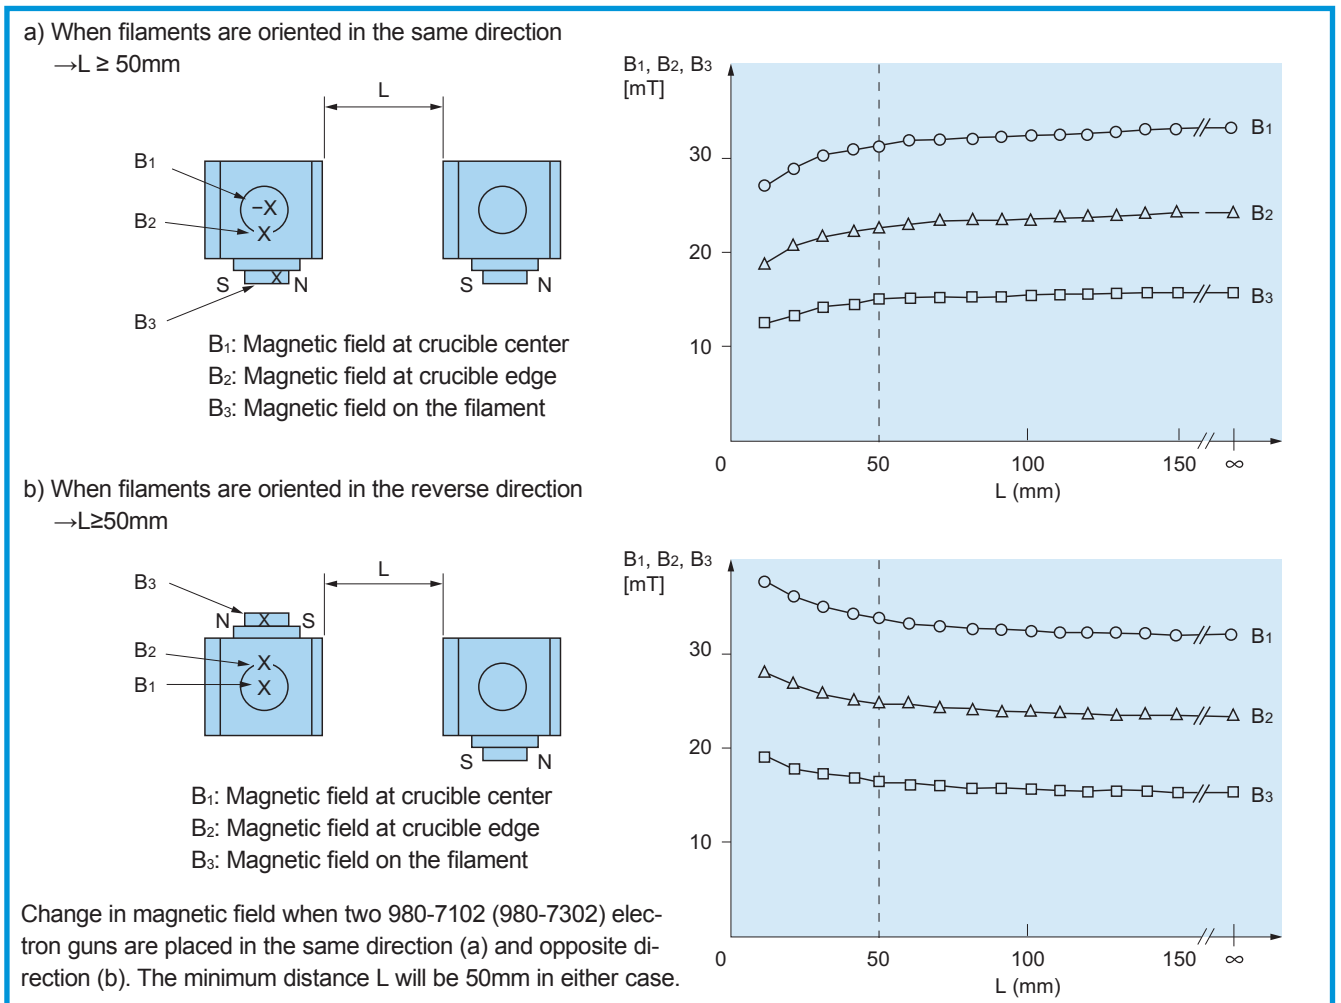 a) When filaments are oriented in the same direction
→L ≥ 50mm
L
B1
B2
B3
-X
X
X
S N
S N
B1: Magnetic field at crucible center
B2: Magnetic field at crucible edge
B3: Magnetic field on the filament
B1, B2, B3
[mT]
30
20
10
0 50 100 150 ∞
L (mm)
B1
B2
B3
b) When filaments are oriented in the reverse direction
→L≥50mm
L
B3
B2
B1
N S
X
X
X
S N
B1: Magnetic field at crucible center
B2: Magnetic field at crucible edge
B3: Magnetic field on the filament
B1, B2, B3
[mT]
30
20
10
0 50 100 150 ∞
L (mm)
B1
B2
B3
Change in magnetic field when two 980-7102 (980-7302) elec-
tron guns are placed in the same direction (a) and opposite di-
rection (b). The minimum distance L will be 50mm in either case.